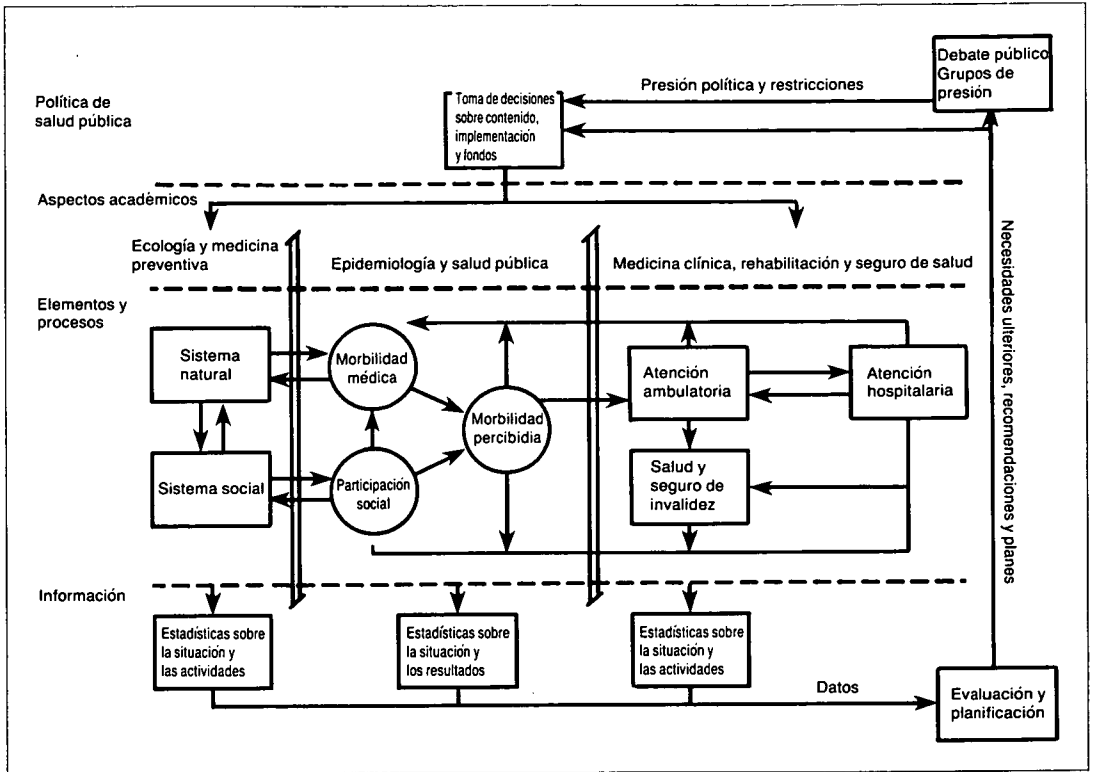 Debate público
Grupos de
presión
Presión política y restricciones
Política de
salud pública
Toma de decisiones
sobre contenido,
implementación
y fondos
Aspectos académicos
Ecología y medicina
preventiva
Epidemiología y salud pública
Medicina clínica, rehabilitación y seguro de salud
Necesidades ulteriores, recomendaciones y planes
Elementos y
procesos
Sistema
natural
Morbilidad
médica
Atención
ambulatoria
Atención
hospitalaria
Morbilidad
percibidia
Sistema social
Participación
social
Salud y
seguro de
invalidez
Información
Estadísticas sobre
la situación y
las actividades
Estadísticas sobre
la situación y
los resultados
Estadísticas sobre
la situación y
las actividades
Datos
Evaluación y
planificación